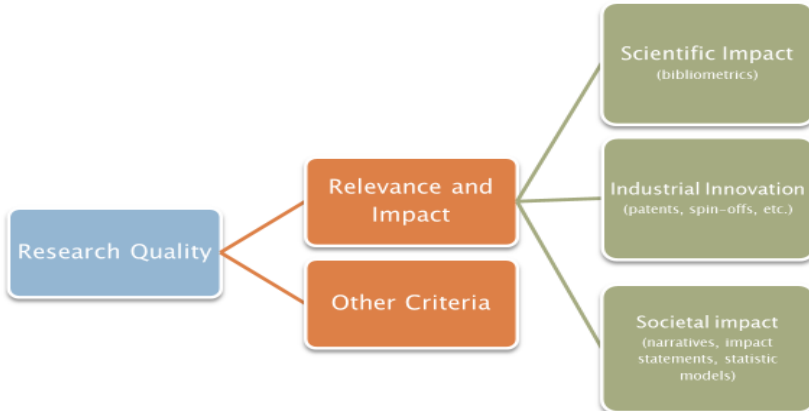 Research Quality
Relevance and
Impact
Other Criteria
Scientific Impact
(bibliometrics)
Industrial Innovation
(patents, spin-offs, etc.)
Societal impact
(narratives, impact
statements, statistic
models)